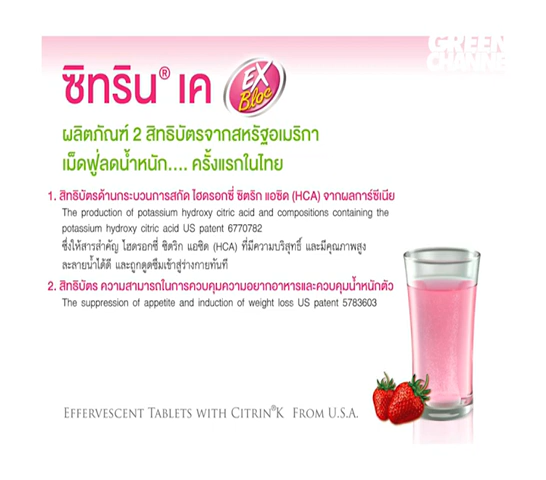 GREEN
CHANNEL
ซิทริน® เค EX
Bloc
ผลิตภัณฑ์ 2 สิทธิบัตรจากสหรัฐอเมริกา
เม็ดฟู่ลดน้ำหนัก.... ครั้งแรกในไทย
1. สิทธิบัตรด้านกระบวนการสกัด ไฮดรอกซี่ ซิตริก แอซิด (HCA) จากผลการ์ซีเนีย
The production of potassium hydroxy citric acid and compositions containing the
potassium hydroxy citric acid US patent 6770782
ซึ่งให้สารสำคัญ ไฮดรอกซี่ ซิตริก แอซิด (HCA) ที่มีความบริสุทธิ์ และมีคุณภาพสูง
ละลายน้ำได้ดี และถูกดูดซึมเข้าสู่ร่างกายทันที
2. สิทธิบัตร ความสามารถในการควบคุมความอยากอาหารและควบคุมน้ำหนักตัว
The suppression of appetite and induction of weight loss US patent 5783603
EFFERVESCENT TABLETS WITH CITRIN®K FROM U.S.A.